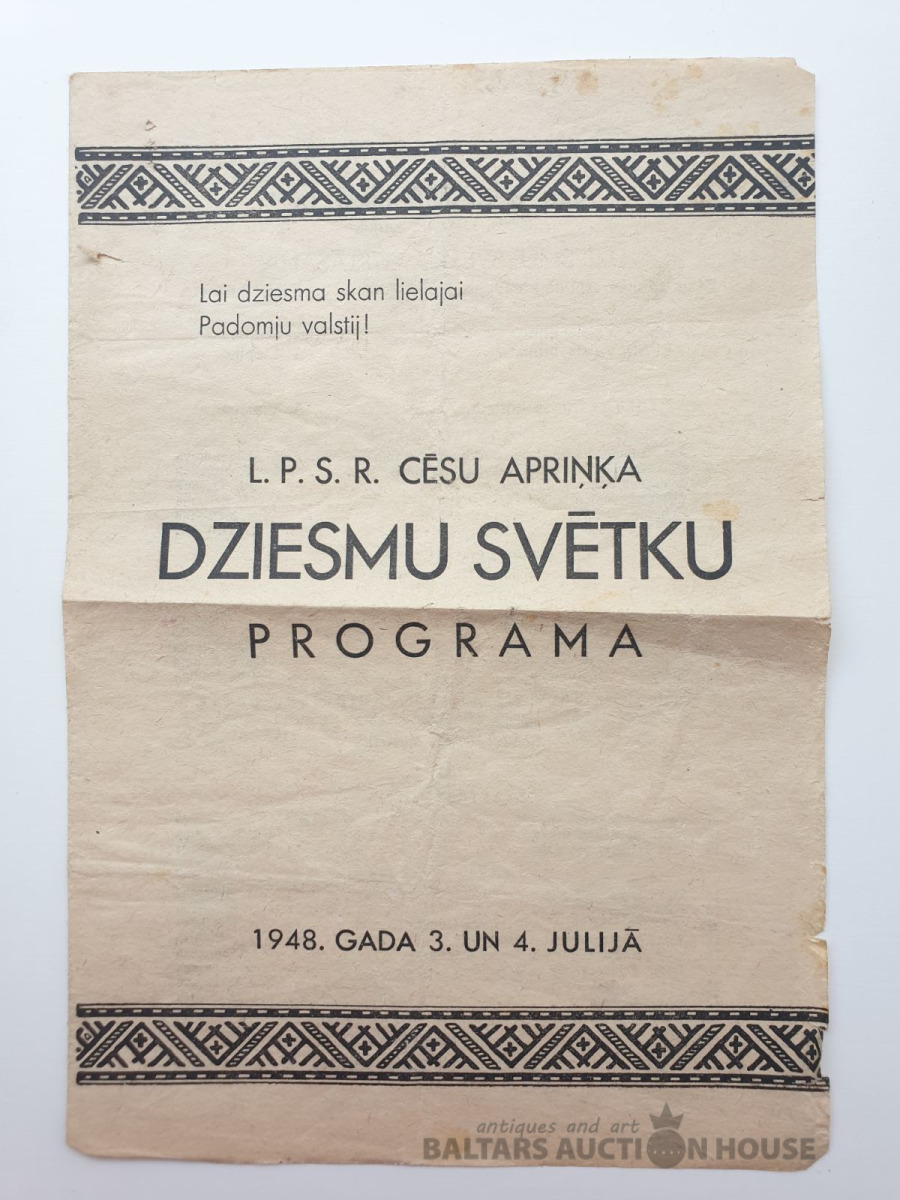 Lai dziesma skan lielajai
Padomju valstij!
L. P. S. R. CĒSU APRIŅĶA
DZIESMU SVĒTKU
PROGRAMA
1948. GADA 3. UN 4. JULIJĀ
antiques and art
BALTARS AUCTION HOUSE